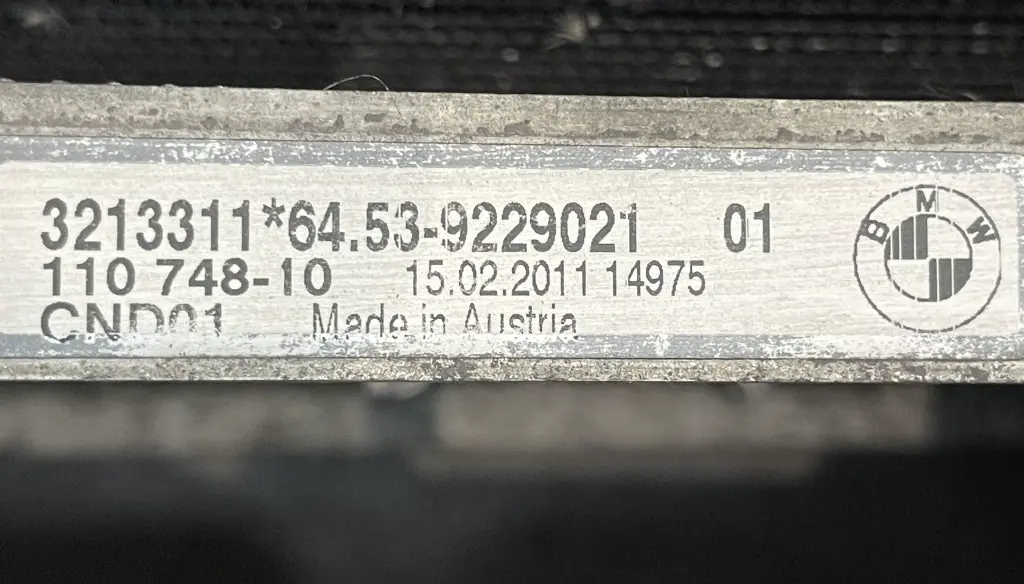 3213311*64.53-9229021 01
110 748-10 15.02.2011 14975
CND01 Made in Austria
BMW